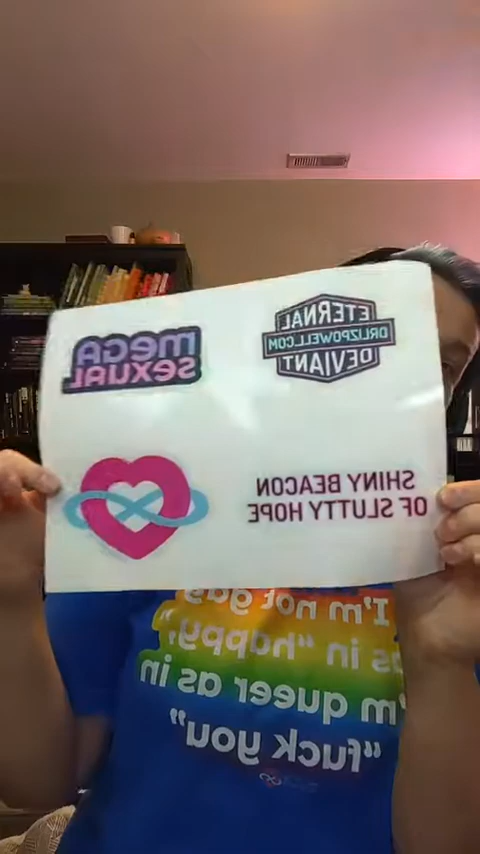 mega
sexual
ETERNAL
DRLIZPOWELL.COM
DEVIANT
SHINY BEACON
OF SLUTTY HOPE
I'm not gay
as in "happy,"
I'm queer as in
"fuck you"